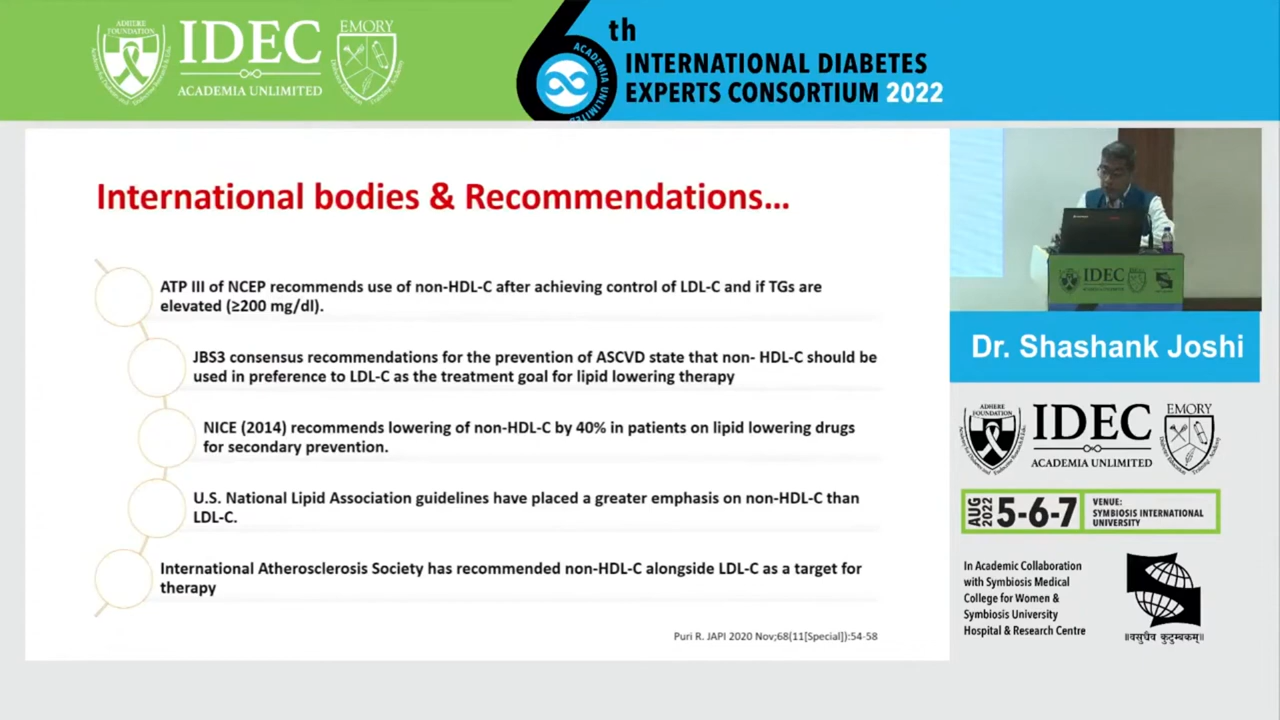 ADHERE
FOUNDATION
IDEC
ACADEMIA UNLIMITED
EMORY
6th
ACADEMIA UNLIMITED
INTERNATIONAL DIABETES
EXPERTS CONSORTIUM 2022
International bodies & Recommendations...
ATP III of NCEP recommends use of non-HDL-C after achieving control of LDL-C and if TGs are
elevated (≥200 mg/dl).
JBS3 consensus recommendations for the prevention of ASCVD state that non- HDL-C should be
used in preference to LDL-C as the treatment goal for lipid lowering therapy
NICE (2014) recommends lowering of non-HDL-C by 40% in patients on lipid lowering drugs
for secondary prevention.
U.S. National Lipid Association guidelines have placed a greater emphasis on non-HDL-C than
LDL-C.
International Atherosclerosis Society has recommended non-HDL-C alongside LDL-C as a target for
therapy
Puri R. JAPI 2020 Nov;68(11[Special]):54-58
IDEC
Dr. Shashank Joshi
ADHERE
FOUNDATION
IDEC
ACADEMIA UNLIMITED
EMORY
AUG
2022
5-6-7
VENUE:
SYMBIOSIS INTERNATIONAL
UNIVERSITY
In Academic Collaboration
with Symbiosis Medical
College for Women &
Symbiosis University
Hospital & Research Centre
॥वसुधैव कुटुम्बकम्॥